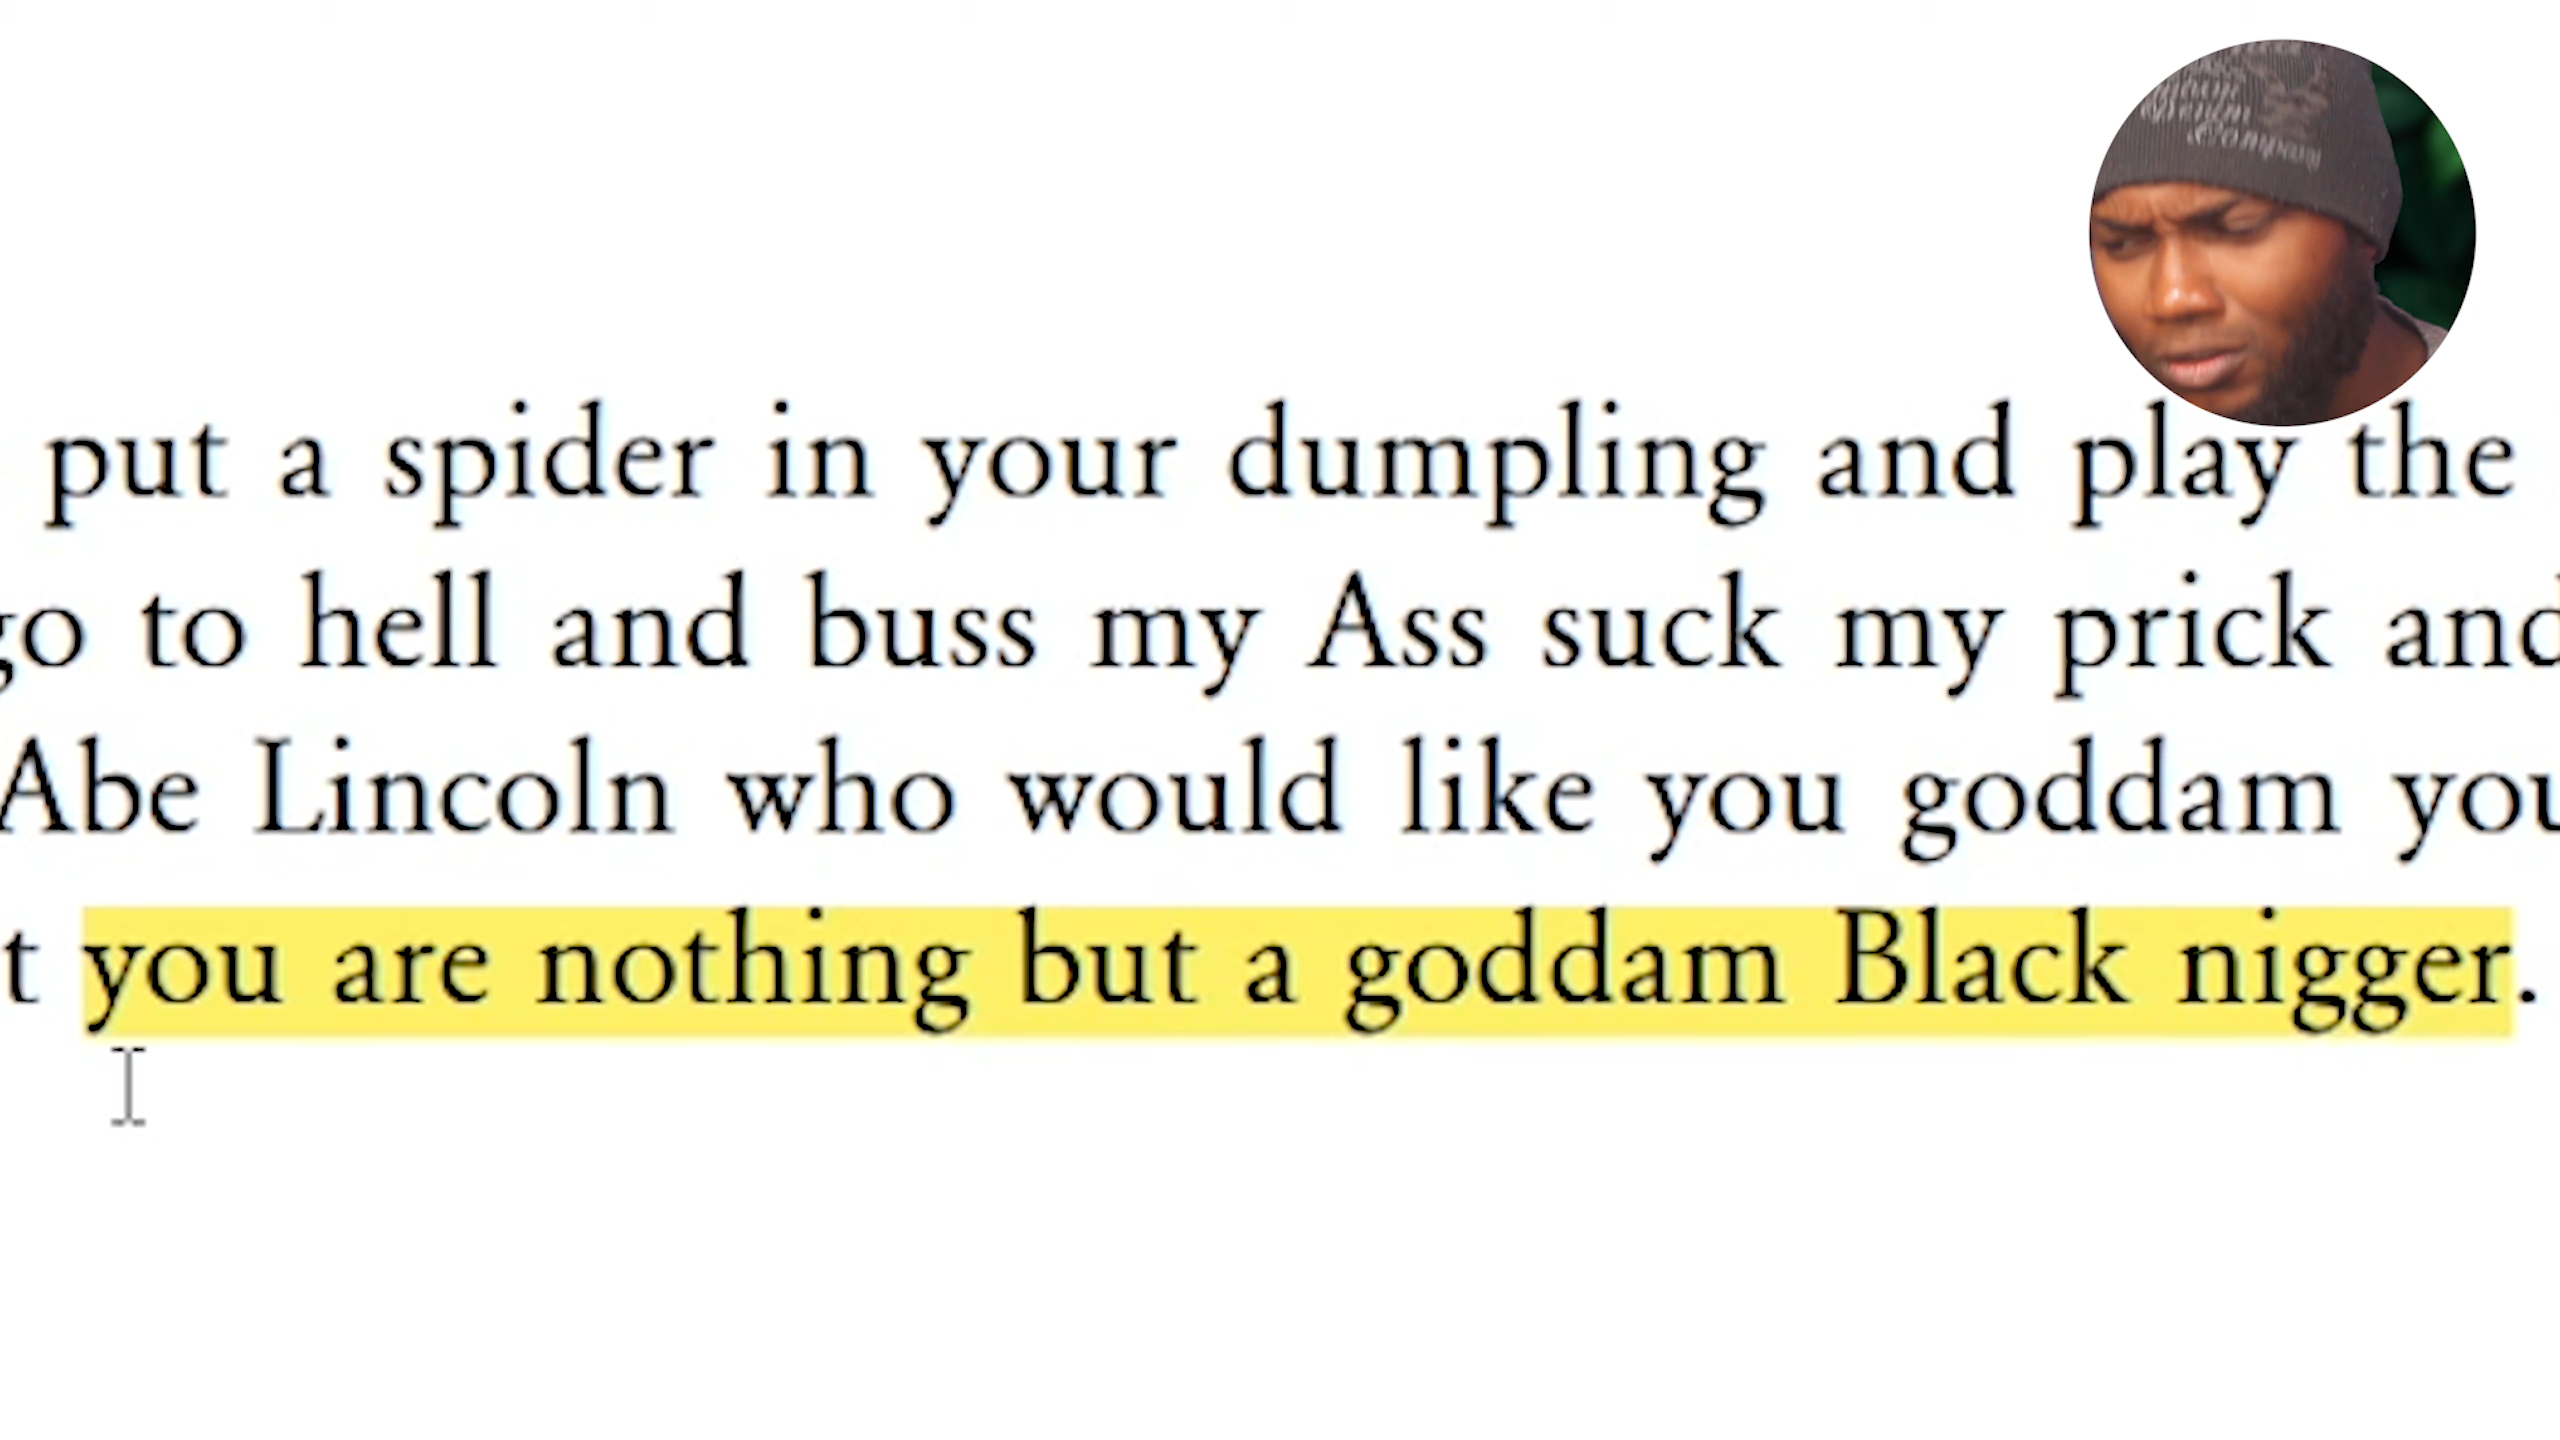 Company
put a spider in your dumpling and play the
go to hell and buss my Ass suck my prick and
Abe Lincoln who would like you goddam you
t you are nothing but a goddam Black nigger.